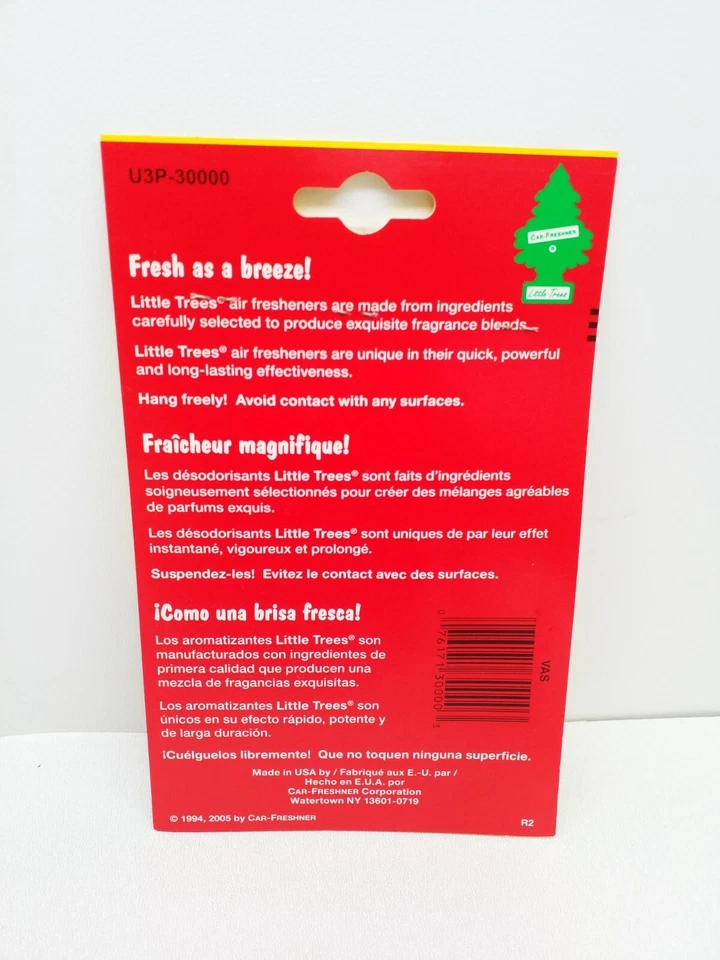 U3P-30000
CAR-FRESHNER
Little Trees
Fresh as a breeze!
Little Trees® air fresheners are made from ingredients
carefully selected to produce exquisite fragrance blends.
Little Trees® air fresheners are unique in their quick, powerful
and long-lasting effectiveness.
Hang freely! Avoid contact with any surfaces.
Fraîcheur magnifique!
Les désodorisants Little Trees® sont faits d'ingrédients
soigneusement sélectionnés pour créer des mélanges agréables
de parfums exquis.
Les désodorisants Little Trees® sont uniques de par leur effet
instantané, vigoureux et prolongé.
Suspendez-les! Evitez le contact avec des surfaces.
¡Como una brisa fresca!
Los aromatizantes Little Trees® son
manufacturados con ingredientes de
primera calidad que producen una
mezcla de fragancias exquisitas.
Los aromatizantes Little Trees® son
únicos en su efecto rápido, potente y
de larga duración.
¡Cuélguelos libremente! Que no toquen ninguna superficie.
0 76171 30000 3
VAS
Made in USA by / Fabriqué aux E.-U. par /
Hecho en E.U.A. por
CAR-FRESHNER Corporation
Watertown NY 13601-0719
© 1994, 2005 by CAR-FRESHNER
R2